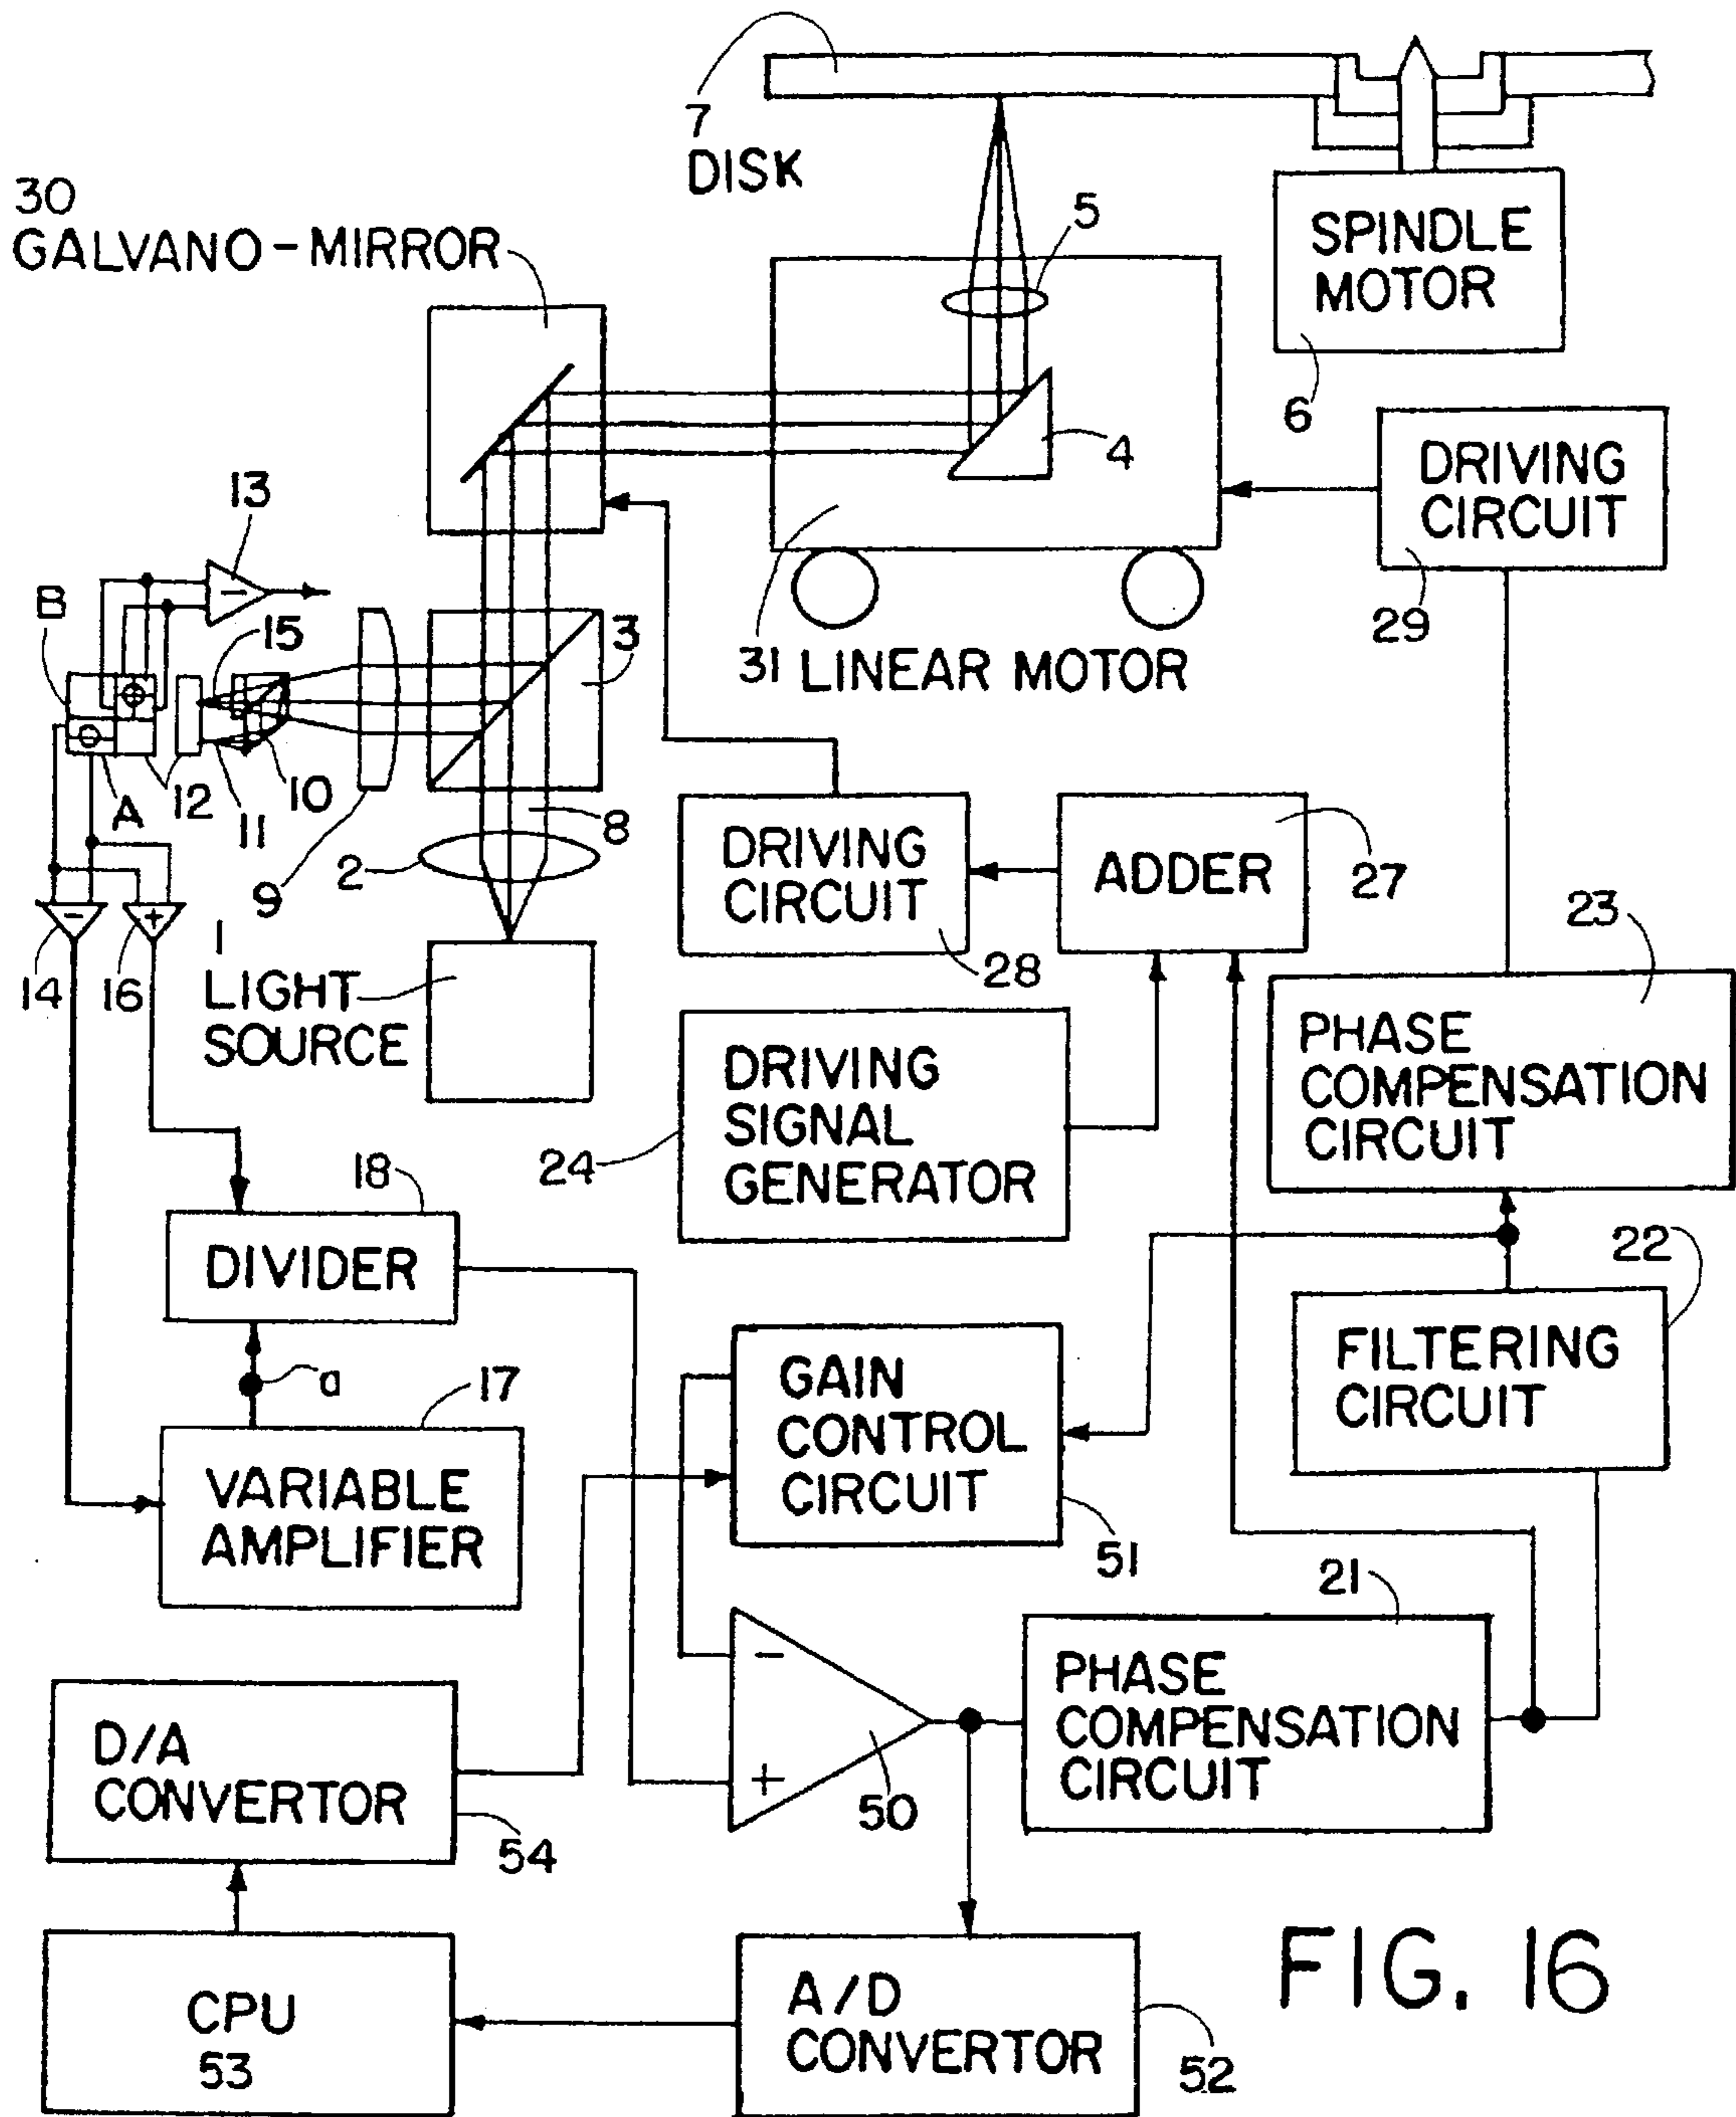 7
DISK
30
GALVANO-MIRROR
5
SPINDLE
MOTOR
6
4
DRIVING
CIRCUIT
29
13
−
B
15
3
31 LINEAR MOTOR
A
12
11
10
9
8
2
DRIVING
CIRCUIT
28
ADDER
27
23
−
+
14
16
1
LIGHT
SOURCE
PHASE
COMPENSATION
CIRCUIT
DRIVING
SIGNAL
GENERATOR
24
18
DIVIDER
22
FILTERING
CIRCUIT
a
17
GAIN
CONTROL
CIRCUIT
51
VARIABLE
AMPLIFIER
21
PHASE
COMPENSATION
CIRCUIT
−
+
50
D/A
CONVERTOR
54
CPU
53
A/D
CONVERTOR
52
FIG. 16